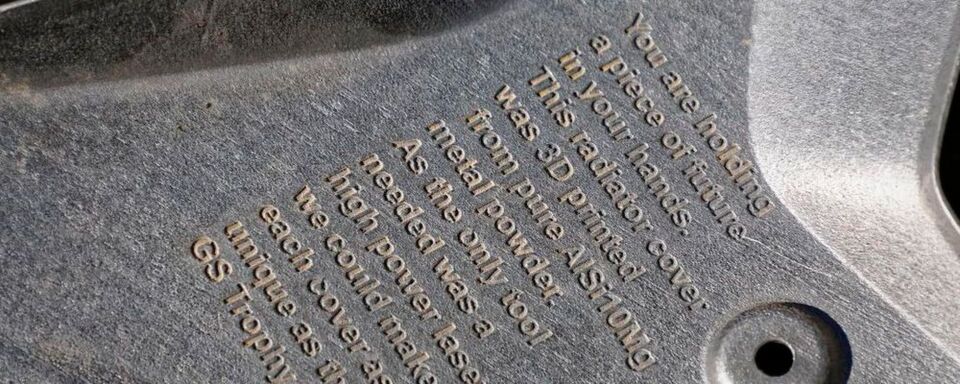 You are holding
a piece of future
in your hands.
This radiator cover
was 3D printed
from pure AlSi10Mg
metal powder.
As the only tool
needed was a
high power lase
we could make
each cover as
unique as th
GS Trophy